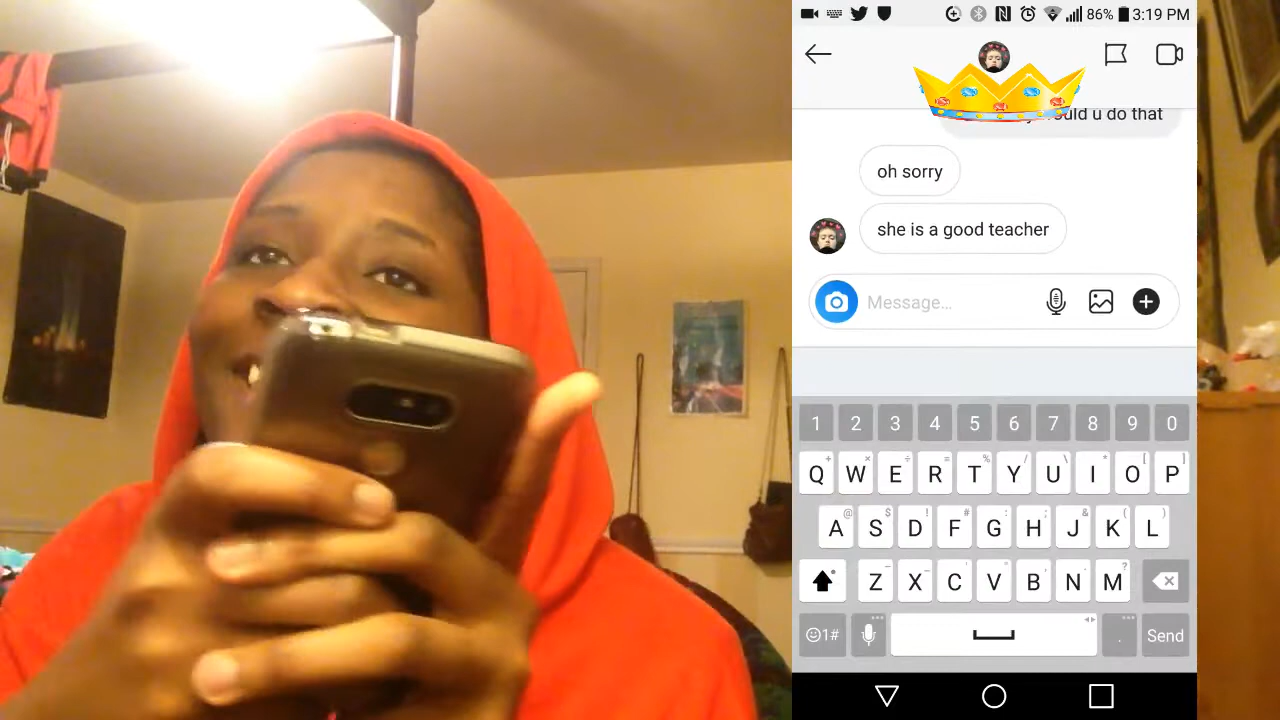 86% 3:19 PM
ould u do that
oh sorry
she is a good teacher
Message...
1 2 3 4 5 6 7 8 9 0
Q W E R T Y U I O P
A S D F G H J K L
Z X C V B N M
☺1# . Send